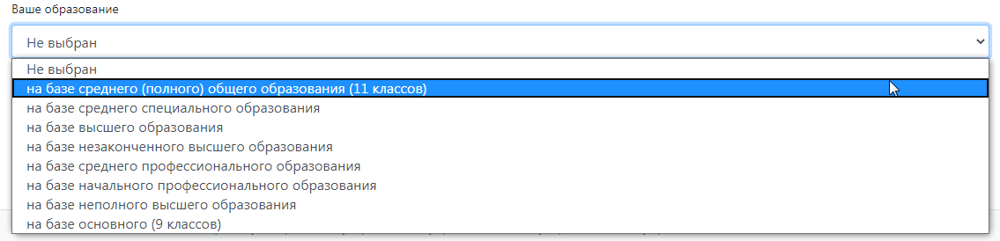 Ваше образование
Не выбран
Не выбран
на базе среднего (полного) общего образования (11 классов)
на базе среднего специального образования
на базе высшего образования
на базе незаконченного высшего образования
на базе среднего профессионального образования
на базе начального профессионального образования
на базе неполного высшего образования
на базе основного (9 классов)